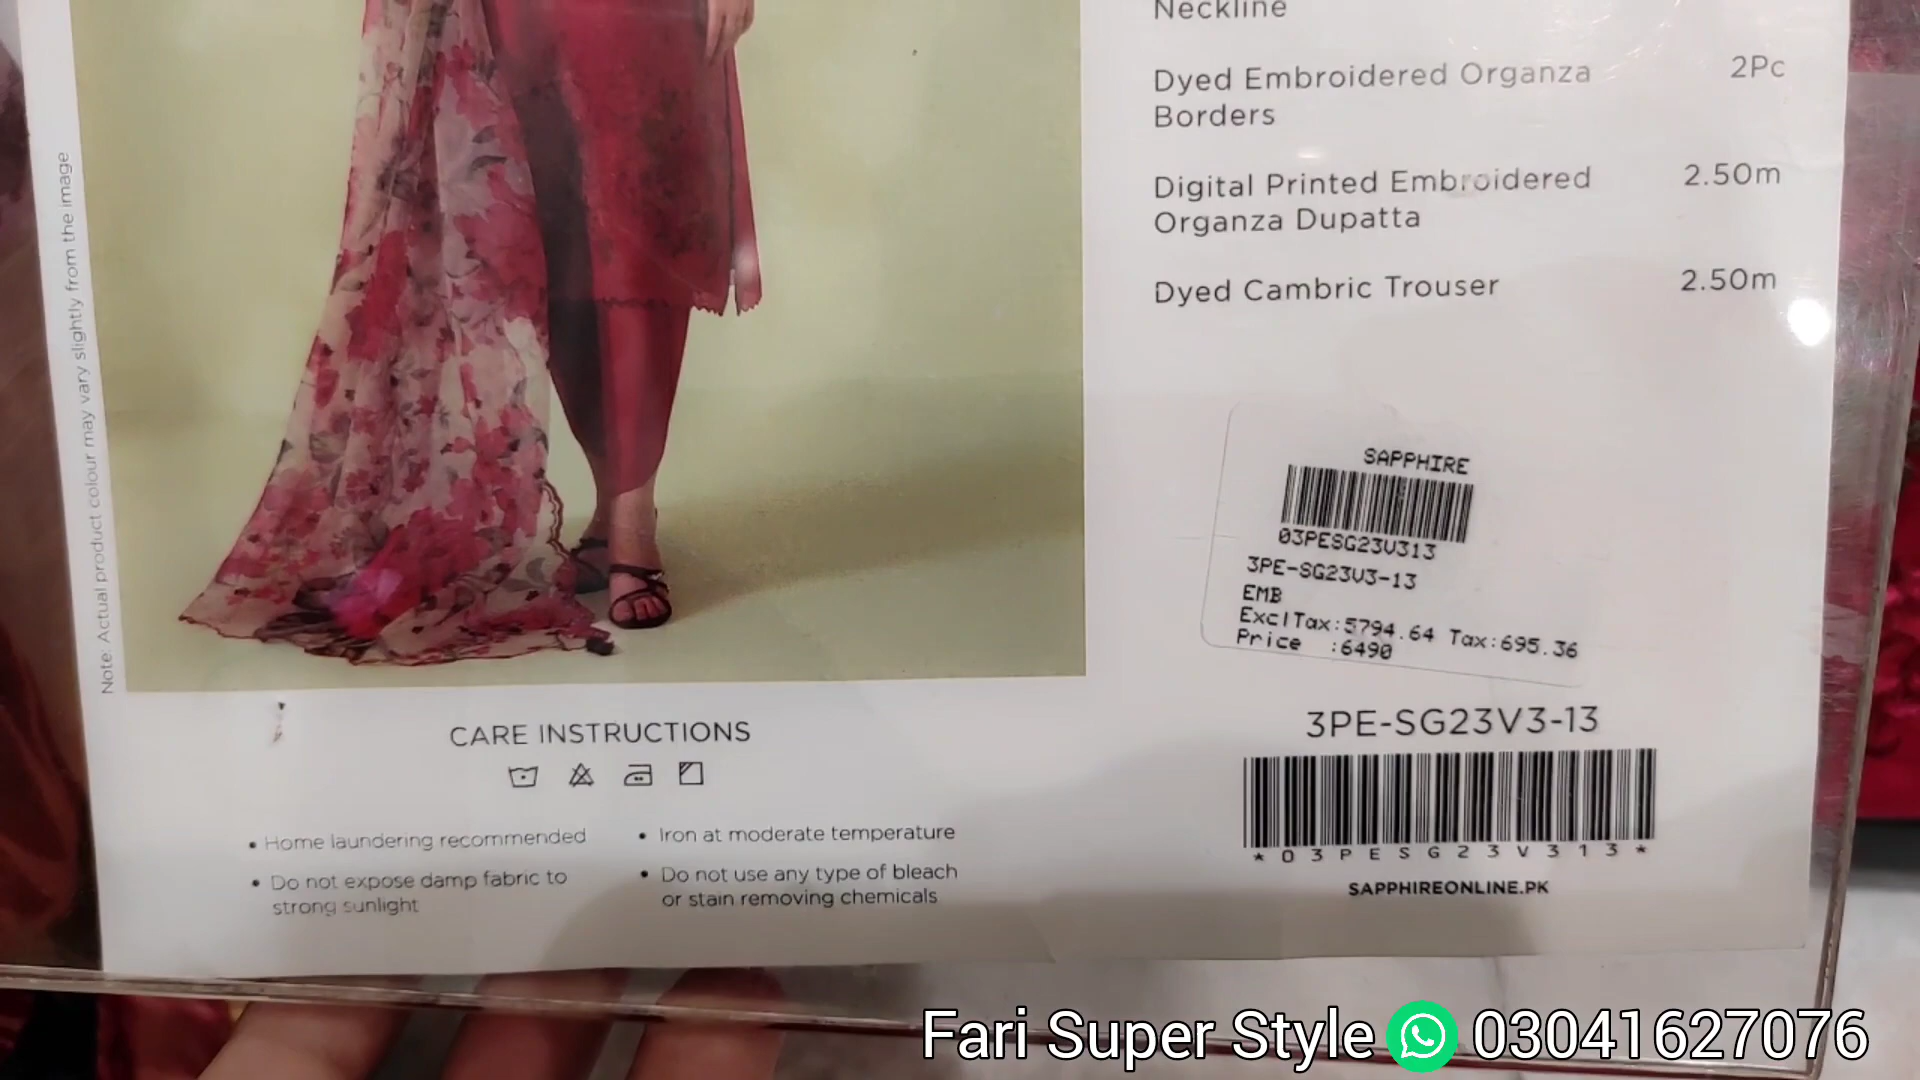 Neckline
Dyed Embroidered Organza 2Pc
Borders
Digital Printed Embroidered 2.50m
Organza Dupatta
Dyed Cambric Trouser 2.50m
Note: Actual product colour may vary slightly from the image
SAPPHIRE
03PESG23V313
3PE-SG23V3-13
EMB
ExclTax:5794.64 Tax:695.36
Price :6490
3PE-SG23V3-13
*03PESG23V313*
SAPPHIREONLINE.PK
CARE INSTRUCTIONS
• Home laundering recommended
• Do not expose damp fabric to
strong sunlight
• Iron at moderate temperature
• Do not use any type of bleach
or stain removing chemicals
Fari Super Style 03041627076